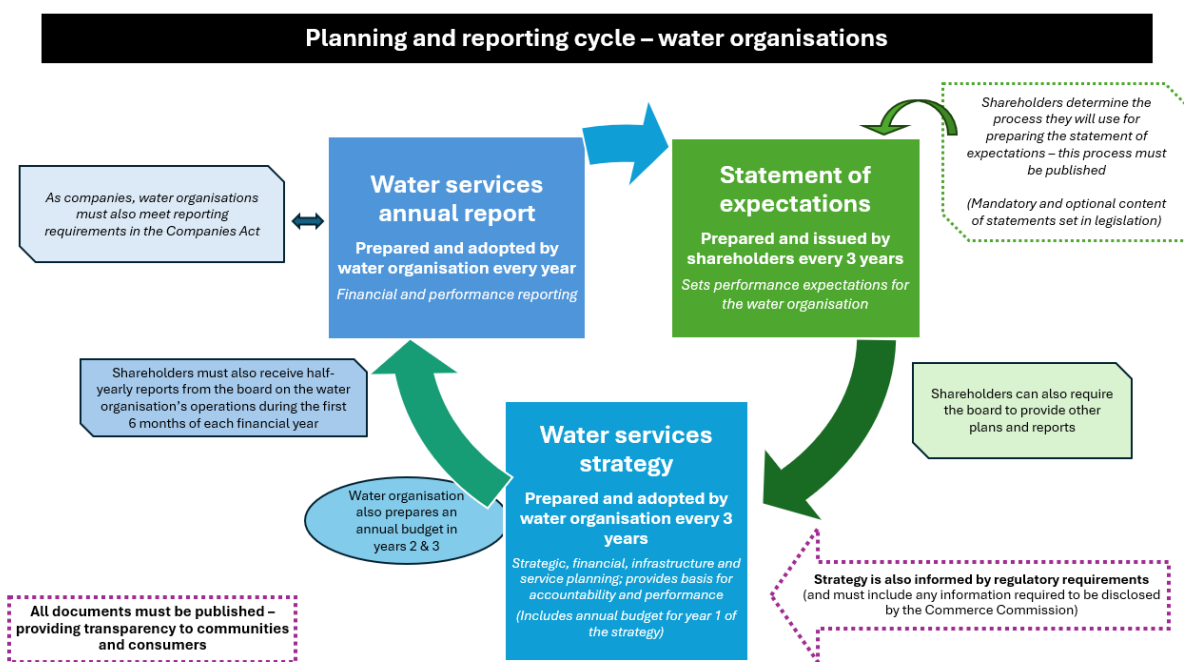 Planning and reporting cycle – water organisations
Shareholders determine the
process they will use for
preparing the statement of
expectations – this process must
be published
(Mandatory and optional content
of statements set in legislation)
As companies, water organisations
must also meet reporting
requirements in the Companies Act
Water services
annual report
Prepared and adopted by
water organisation every year
Financial and performance reporting
Statement of
expectations
Prepared and issued by
shareholders every 3 years
Sets performance expectations for
the water organisation
Shareholders must also receive half-
yearly reports from the board on the water
organisation's operations during the first
6 months of each financial year
Shareholders can also require
the board to provide other
plans and reports
Water services
strategy
Prepared and adopted by
water organisation every 3
years
Strategic, financial, infrastructure and
service planning; provides basis for
accountability and performance
(Includes annual budget for year 1 of
the strategy)
Water organisation
also prepares an
annual budget in
years 2 & 3
Strategy is also informed by regulatory requirements
(and must include any information required to be disclosed
by the Commerce Commission)
All documents must be published –
providing transparency to communities
and consumers